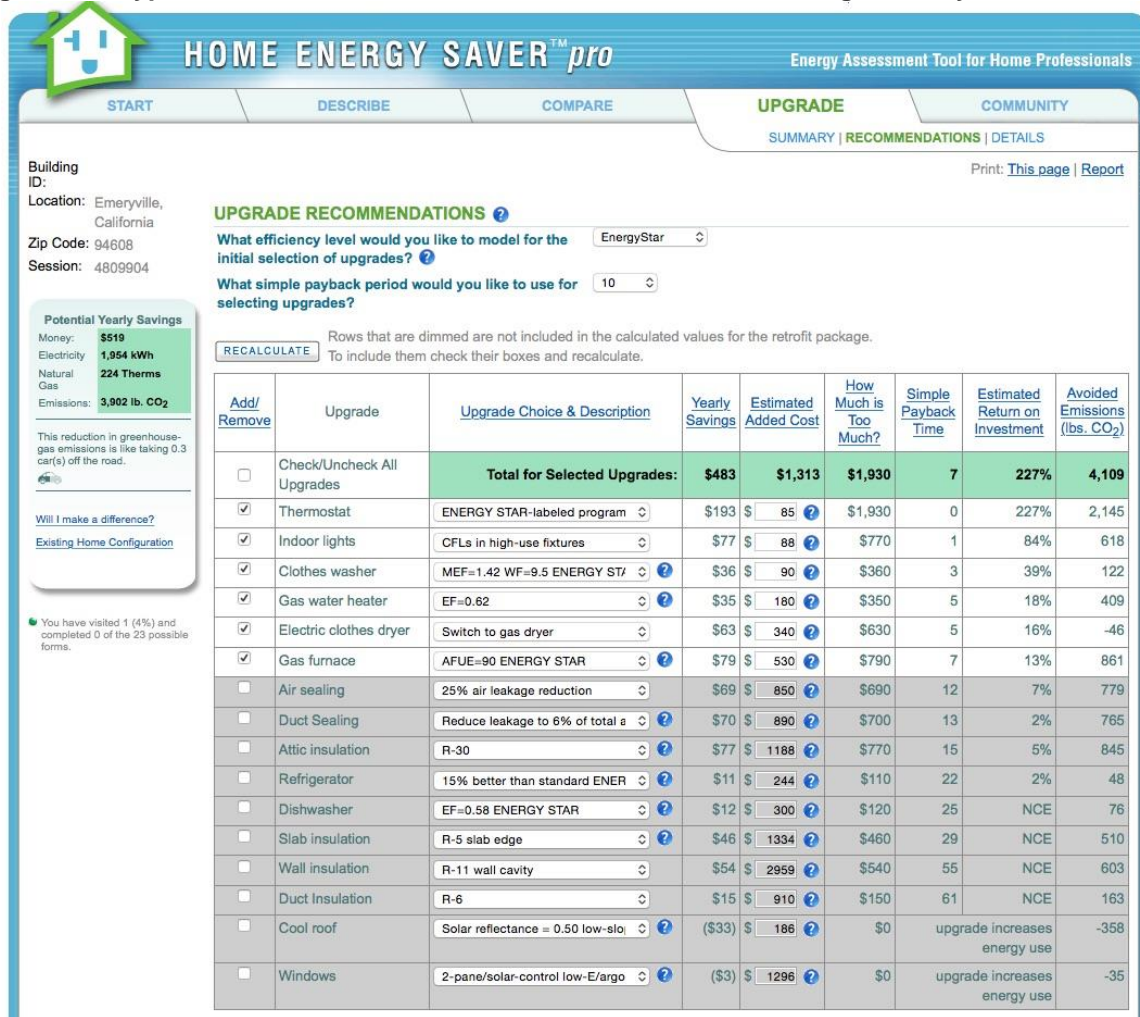 HOME ENERGY SAVER™pro
Energy Assessment Tool for Home Professionals
START
DESCRIBE
COMPARE
UPGRADE
COMMUNITY
SUMMARY | RECOMMENDATIONS | DETAILS
Print: This page | Report
Building ID:
Location: Emeryville, California
Zip Code: 94608
Session: 4809904
Potential Yearly Savings
Money: $519
Electricity 1,954 kWh
Natural Gas 224 Therms
Emissions: 3,902 lb. CO2
This reduction in greenhouse-
gas emissions is like taking 0.3
car(s) off the road.
Will I make a difference?
Existing Home Configuration
You have visited 1 (4%) and
completed 0 of the 23 possible
forms.
UPGRADE RECOMMENDATIONS ?
What efficiency level would you like to model for the
initial selection of upgrades? ? EnergyStar
What simple payback period would you like to use for
selecting upgrades? 10
RECALCULATE
Rows that are dimmed are not included in the calculated values for the retrofit package.
To include them check their boxes and recalculate.
Add/Remove Upgrade Upgrade Choice & Description Yearly Savings Estimated Added Cost How Much is Too Much? Simple Payback Time Estimated Return on Investment Avoided Emissions (lbs. CO2)
Check/Uncheck All Upgrades Total for Selected Upgrades: $483 $1,313 $1,930 7 227% 4,109
Thermostat ENERGY STAR-labeled program $193 $ 85 ? $1,930 0 227% 2,145
Indoor lights CFLs in high-use fixtures $77 $ 88 ? $770 1 84% 618
Clothes washer MEF=1.42 WF=9.5 ENERGY STA ? $36 $ 90 ? $360 3 39% 122
Gas water heater EF=0.62 ? $35 $ 180 ? $350 5 18% 409
Electric clothes dryer Switch to gas dryer $63 $ 340 ? $630 5 16% -46
Gas furnace AFUE=90 ENERGY STAR ? $79 $ 530 ? $790 7 13% 861
Air sealing 25% air leakage reduction $69 $ 850 ? $690 12 7% 779
Duct Sealing Reduce leakage to 6% of total a ? $70 $ 890 ? $700 13 2% 765
Attic insulation R-30 ? $77 $ 1188 ? $770 15 5% 845
Refrigerator 15% better than standard ENER ? $11 $ 244 ? $110 22 2% 48
Dishwasher EF=0.58 ENERGY STAR ? $12 $ 300 ? $120 25 NCE 76
Slab insulation R-5 slab edge ? $46 $ 1334 ? $460 29 NCE 510
Wall insulation R-11 wall cavity $54 $ 2959 ? $540 55 NCE 603
Duct Insulation R-6 $15 $ 910 ? $150 61 NCE 163
Cool roof Solar reflectance = 0.50 low-slo ? ($33) $ 186 ? $0 upgrade increases energy use -358
Windows 2-pane/solar-control low-E/argo ? ($3) $ 1296 ? $0 upgrade increases energy use -35